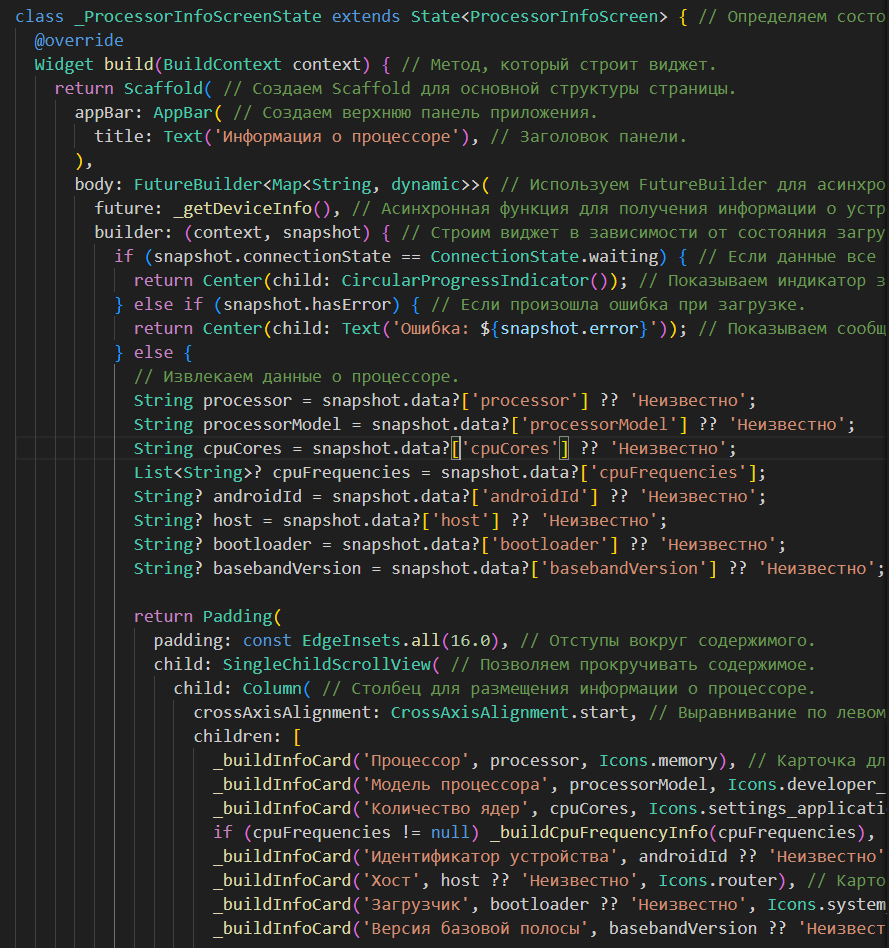 class _ProcessorInfoScreenState extends State<ProcessorInfoScreen> { // Определяем состо
@override
Widget build(BuildContext context) { // Метод, который строит виджет.
return Scaffold( // Создаем Scaffold для основной структуры страницы.
appBar: AppBar( // Создаем верхнюю панель приложения.
title: Text('Информация о процессоре'), // Заголовок панели.
),
body: FutureBuilder<Map<String, dynamic>>( // Используем FutureBuilder для асинхро
future: _getDeviceInfo(), // Асинхронная функция для получения информации о устр
builder: (context, snapshot) { // Строим виджет в зависимости от состояния загру
if (snapshot.connectionState == ConnectionState.waiting) { // Если данные все
return Center(child: CircularProgressIndicator()); // Показываем индикатор з
} else if (snapshot.hasError) { // Если произошла ошибка при загрузке.
return Center(child: Text('Ошибка: ${snapshot.error}')); // Показываем сообщ
} else {
// Извлекаем данные о процессоре.
String processor = snapshot.data?['processor'] ?? 'Неизвестно';
String processorModel = snapshot.data?['processorModel'] ?? 'Неизвестно';
String cpuCores = snapshot.data?['cpuCores'] ?? 'Неизвестно';
List<String>? cpuFrequencies = snapshot.data?['cpuFrequencies'];
String? androidId = snapshot.data?['androidId'] ?? 'Неизвестно';
String? host = snapshot.data?['host'] ?? 'Неизвестно';
String? bootloader = snapshot.data?['bootloader'] ?? 'Неизвестно';
String? basebandVersion = snapshot.data?['basebandVersion'] ?? 'Неизвестно';
return Padding(
padding: const EdgeInsets.all(16.0), // Отступы вокруг содержимого.
child: SingleChildScrollView( // Позволяем прокручивать содержимое.
child: Column( // Столбец для размещения информации о процессоре.
crossAxisAlignment: CrossAxisAlignment.start, // Выравнивание по левом
children: [
_buildInfoCard('Процессор', processor, Icons.memory), // Карточка дл
_buildInfoCard('Модель процессора', processorModel, Icons.developer_
_buildInfoCard('Количество ядер', cpuCores, Icons.settings_applicati
if (cpuFrequencies != null) _buildCpuFrequencyInfo(cpuFrequencies),
_buildInfoCard('Идентификатор устройства', androidId ?? 'Неизвестно'
_buildInfoCard('Хост', host ?? 'Неизвестно', Icons.router), // Карто
_buildInfoCard('Загрузчик', bootloader ?? 'Неизвестно', Icons.system
_buildInfoCard('Версия базовой полосы', basebandVersion ?? 'Неизвест